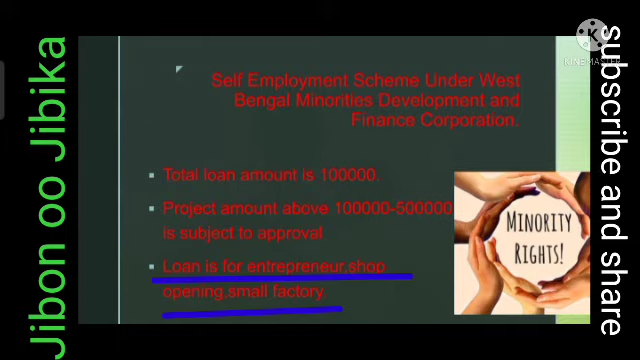 Jibon oo Jibika
Self Employment Scheme Under West
Bengal Minorities Development and
Finance Corporation.
Total loan amount is 100000.
Project amount above 100000-500000
is subject to approval
Loan is for entrepreneur,shop
opening,small factory
MINORITY
RIGHTS!
KINEMASTER
subscribe and share